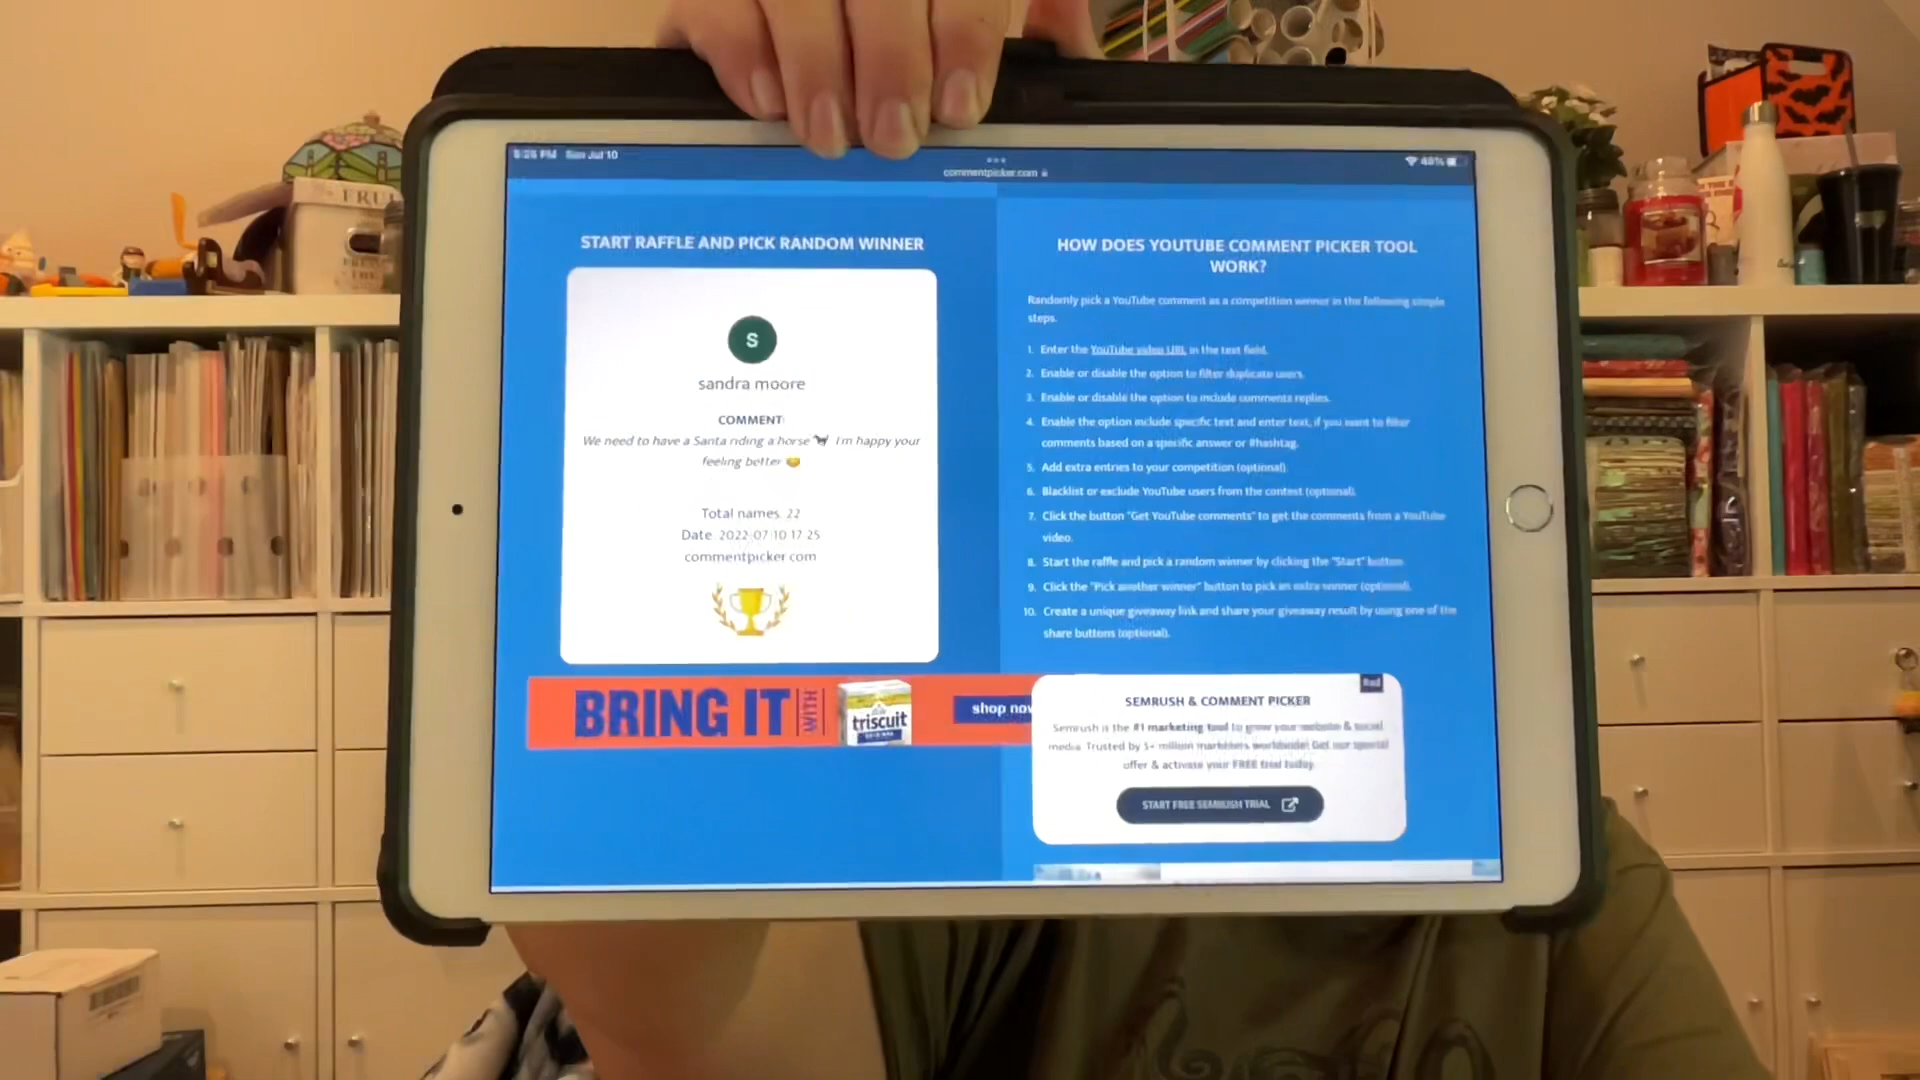 5:25 PM Sun Jul 10
commentpicker.com
48%
START RAFFLE AND PICK RANDOM WINNER
S
sandra moore
COMMENT:
We need to have a Santa riding a horse 🐎 I'm happy your
feeling better 😊
Total names: 22
Date: 2022-07-10 17:25
commentpicker.com
BRING IT WITH
triscuit
ORIGINAL
shop now
HOW DOES YOUTUBE COMMENT PICKER TOOL
WORK?
Randomly pick a YouTube comment as a competition winner in the following simple
steps.
1. Enter the YouTube video URL in the text field.
2. Enable or disable the option to filter duplicate users.
3. Enable or disable the option to include comments replies.
4. Enable the option include specific text and enter text, if you want to filter
comments based on a specific answer or #hashtag.
5. Add extra entries to your competition (optional).
6. Blacklist or exclude YouTube users from the contest (optional).
7. Click the button "Get YouTube comments" to get the comments from a YouTube
video.
8. Start the raffle and pick a random winner by clicking the "Start" button.
9. Click the "Pick another winner" button to pick an extra winner (optional).
10. Create a unique giveaway link and share your giveaway result by using one of the
share buttons (optional).
SEMRUSH & COMMENT PICKER
Semrush is the #1 marketing tool to grow your website & social
media. Trusted by 5+ million marketers worldwide! Get our special
offer & activate your FREE trial today.
START FREE SEMRUSH TRIAL
FRU